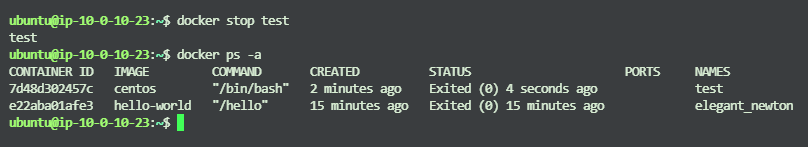 ubuntu@ip-10-0-10-23:~$ docker stop test
test
ubuntu@ip-10-0-10-23:~$ docker ps -a
CONTAINER ID   IMAGE         COMMAND       CREATED          STATUS                      PORTS     NAMES
7d48d302457c   centos        "/bin/bash"   2 minutes ago    Exited (0) 4 seconds ago              test
e22aba01afe3   hello-world   "/hello"      15 minutes ago   Exited (0) 15 minutes ago             elegant_newton
ubuntu@ip-10-0-10-23:~$